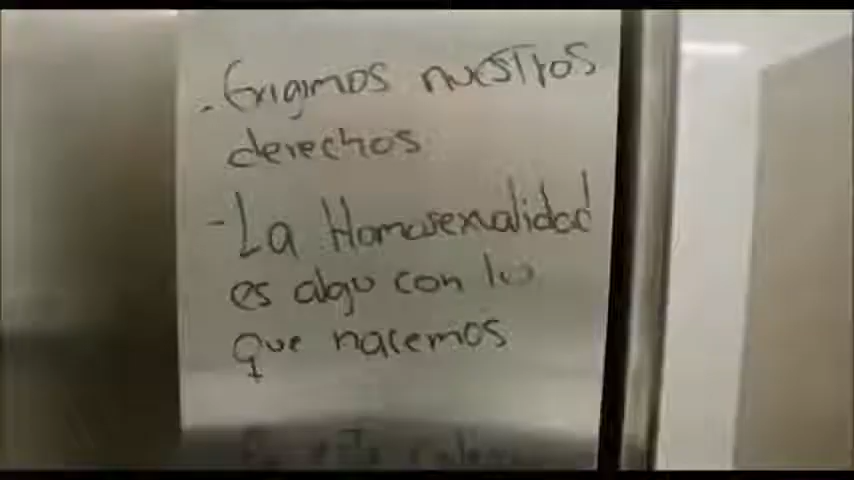 . Exigimos nuestros
derechos
- La Homosexualidad
es algo con lo
que nacemos